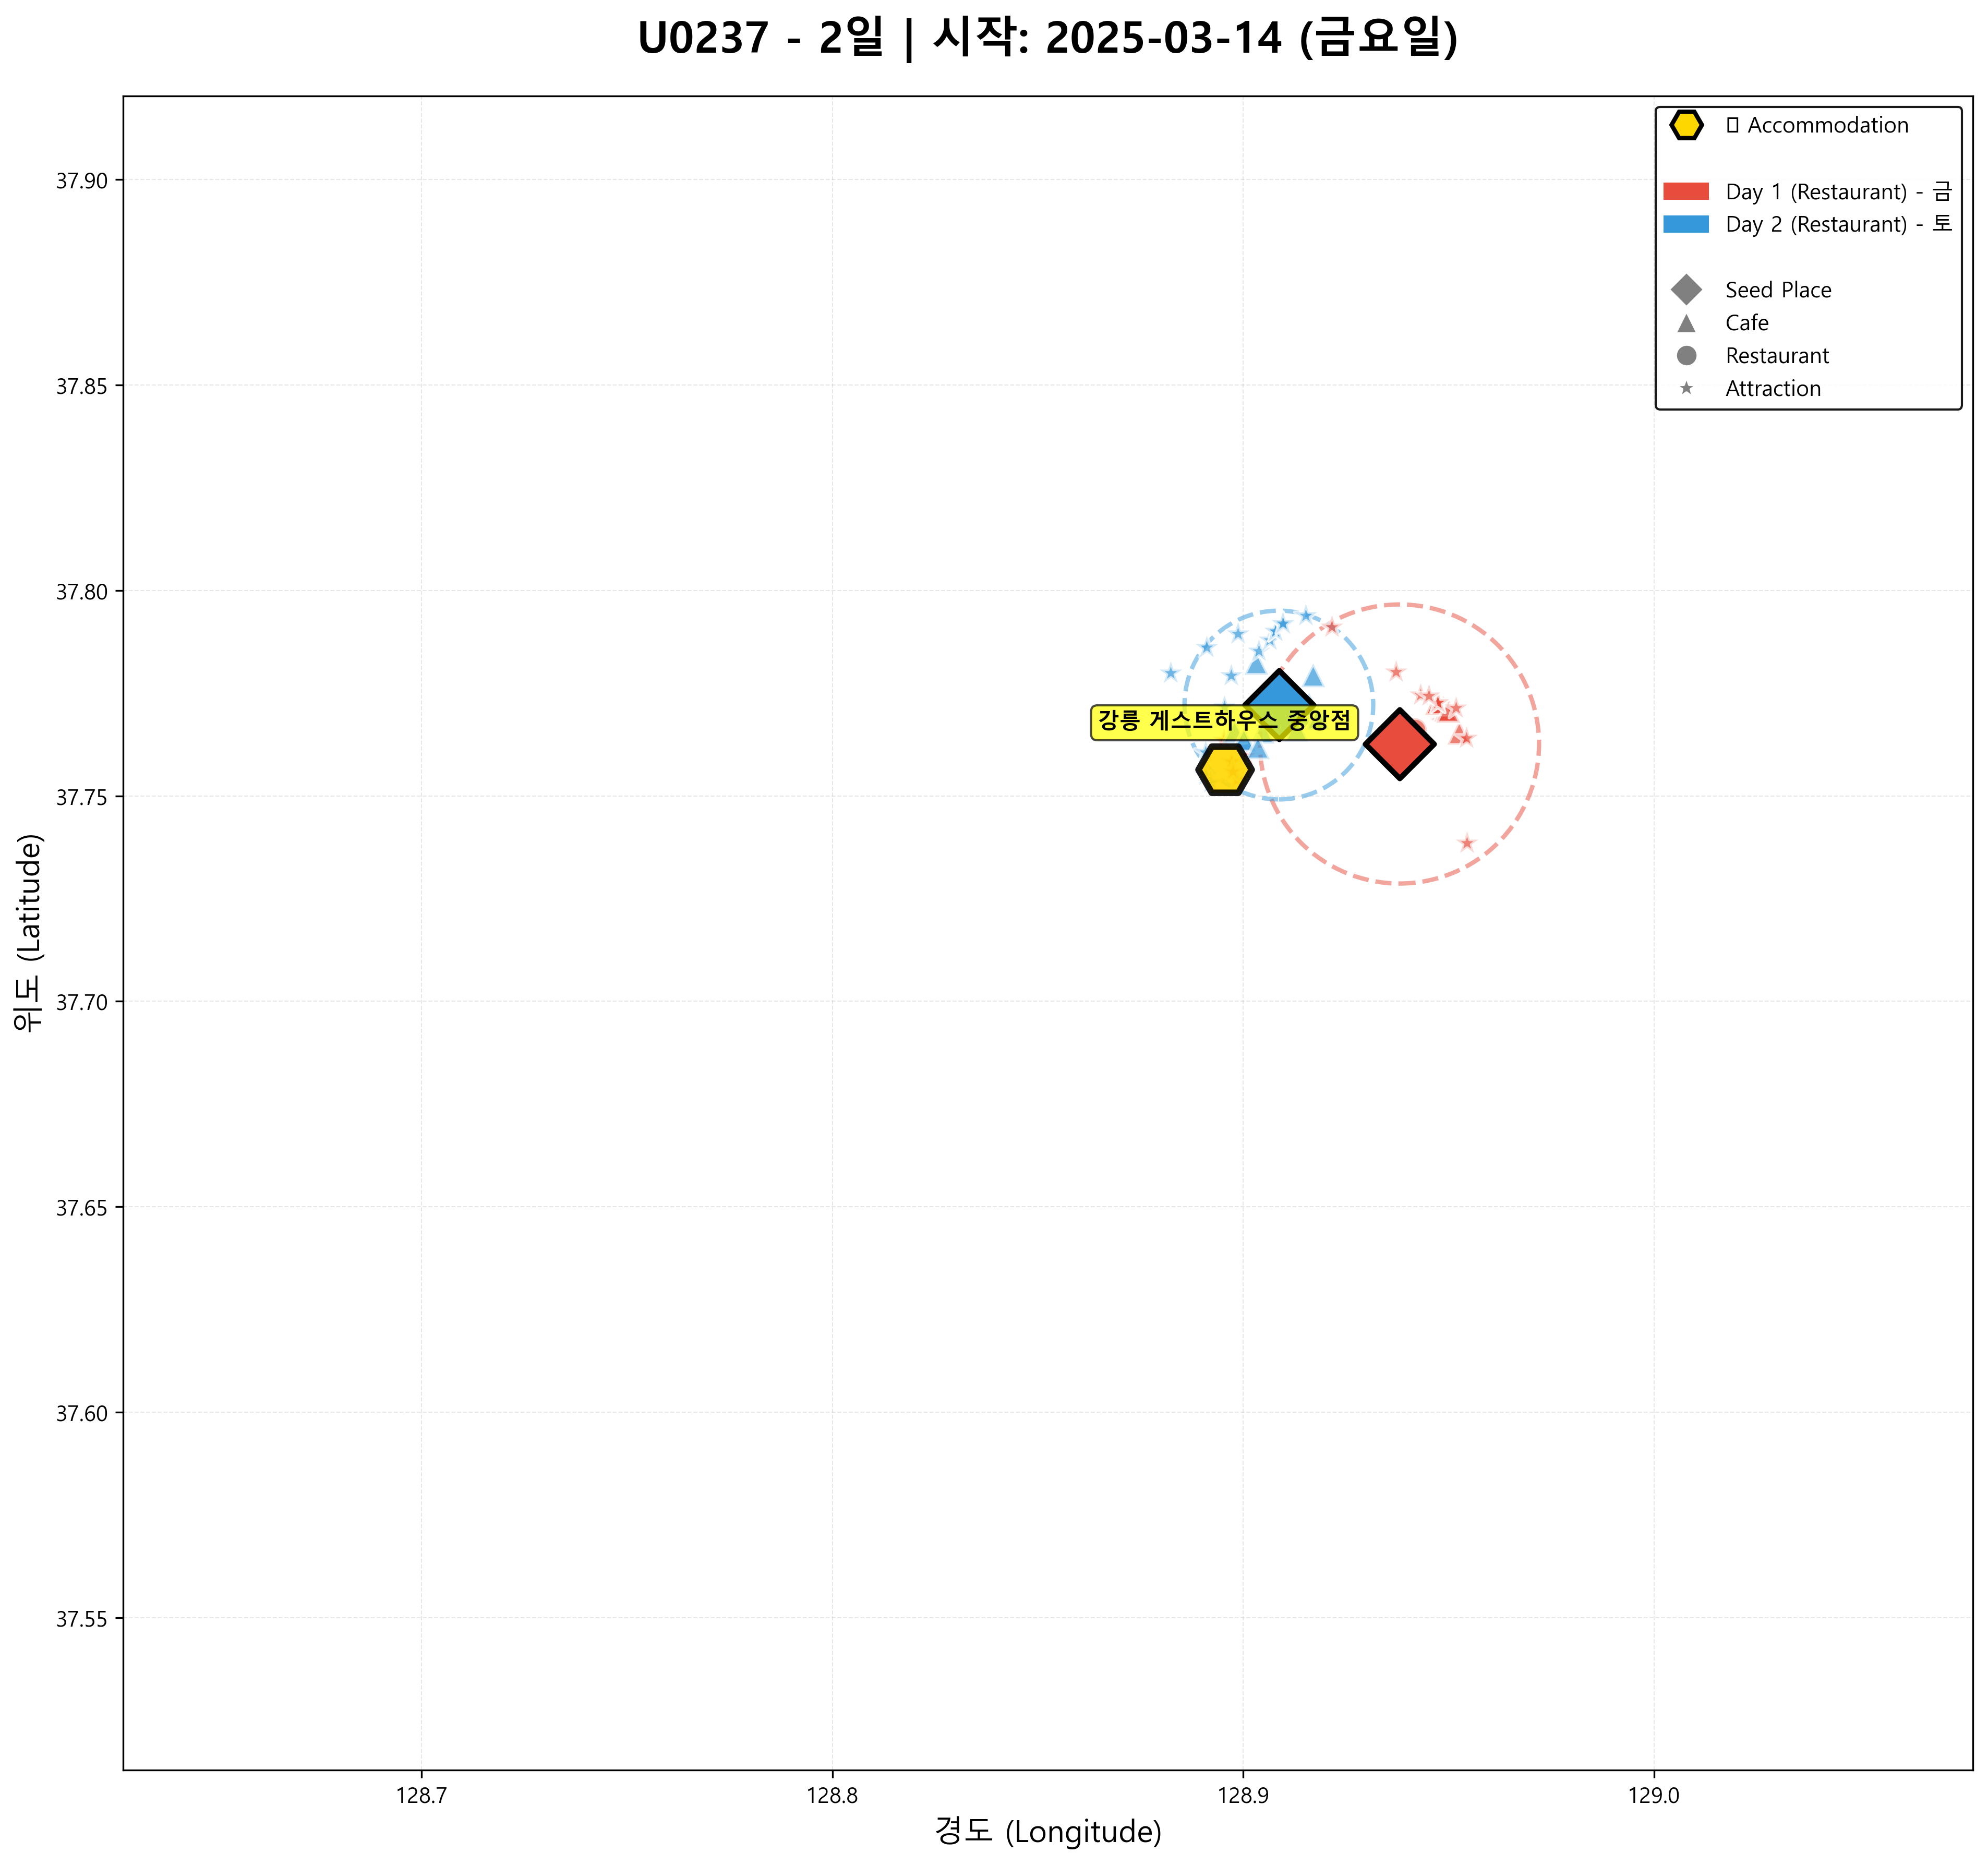 U0237 - 2일 | 시작: 2025-03-14 (금요일)
Accommodation
Day 1 (Restaurant) - 금
Day 2 (Restaurant) - 토
Seed Place
Cafe
Restaurant
Attraction
강릉 게스트하우스 중앙점
위도 (Latitude)
37.90
37.85
37.80
37.75
37.70
37.65
37.60
37.55
128.7
128.8
128.9
129.0
경도 (Longitude)